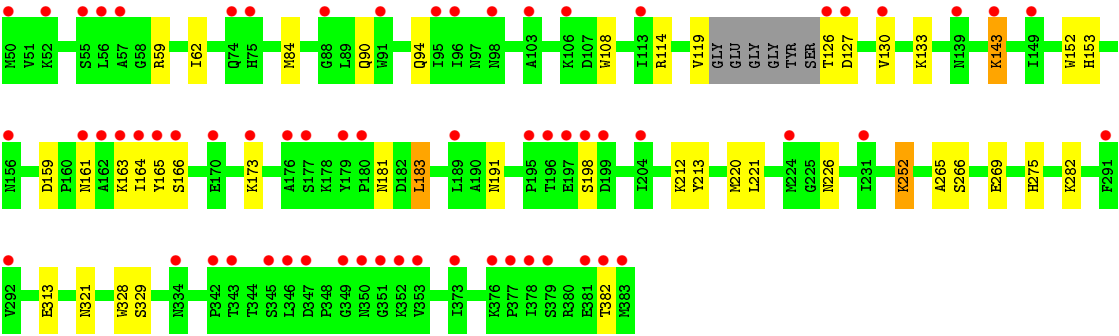 M50 V51 K52 S55 L56 A57 G58 R59 I62 Q74 H75 M84 G88 L89 Q90 W91 Q94 I95 I96 N97 N98 A103 K106 D107 W108 I113 R114 V119 GLY GLU GLY GLY TYR SER T126 D127 V130 K133 N139 K143 I149 W152 H153
N156 D159 P160 N161 A162 K163 I164 Y165 S166 E170 K173 A176 S177 K178 Y179 P180 N181 D182 L183 L189 A190 N191 P195 T196 E197 S198 D199 I204 K212 Y213 M220 L221 M224 G225 N226 I231 K252 A265 S266 E269 H275 K282 F291
V292 E313 N321 W328 S329 N334 P342 T343 T344 S345 L346 D347 P348 G349 N350 G351 K352 V353 I373 K376 P377 I378 S379 R380 E381 T382 M383